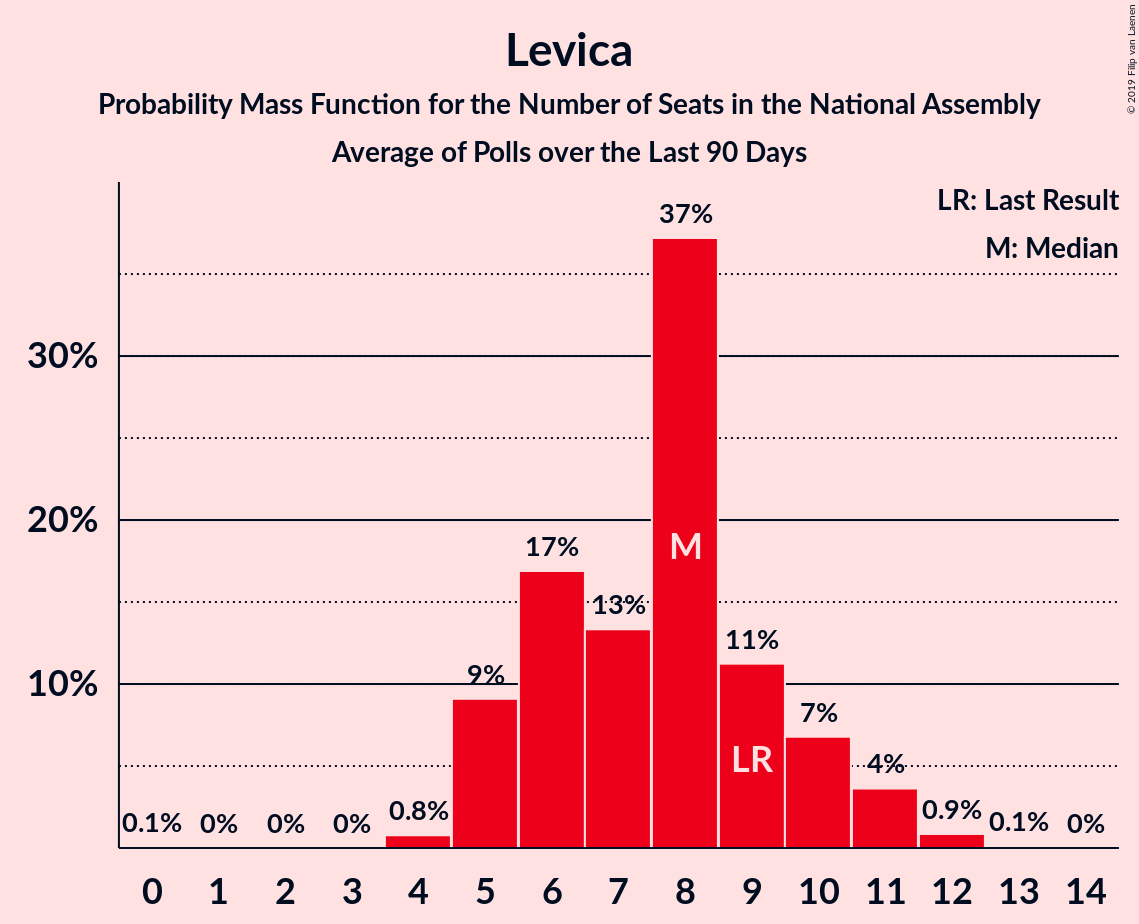 Levica
Probability Mass Function for the Number of Seats in the National Assembly
Average of Polls over the Last 90 Days
© 2019 Filip van Laenen
LR: Last Result
M: Median
37%
30%
20%
17%
M
13%
11%
10%
9%
7%
LR
4%
0.1% 0% 0% 0% 0.8% 0.9% 0.1% 0%
0 1 2 3 4 5 6 7 8 9 10 11 12 13 14